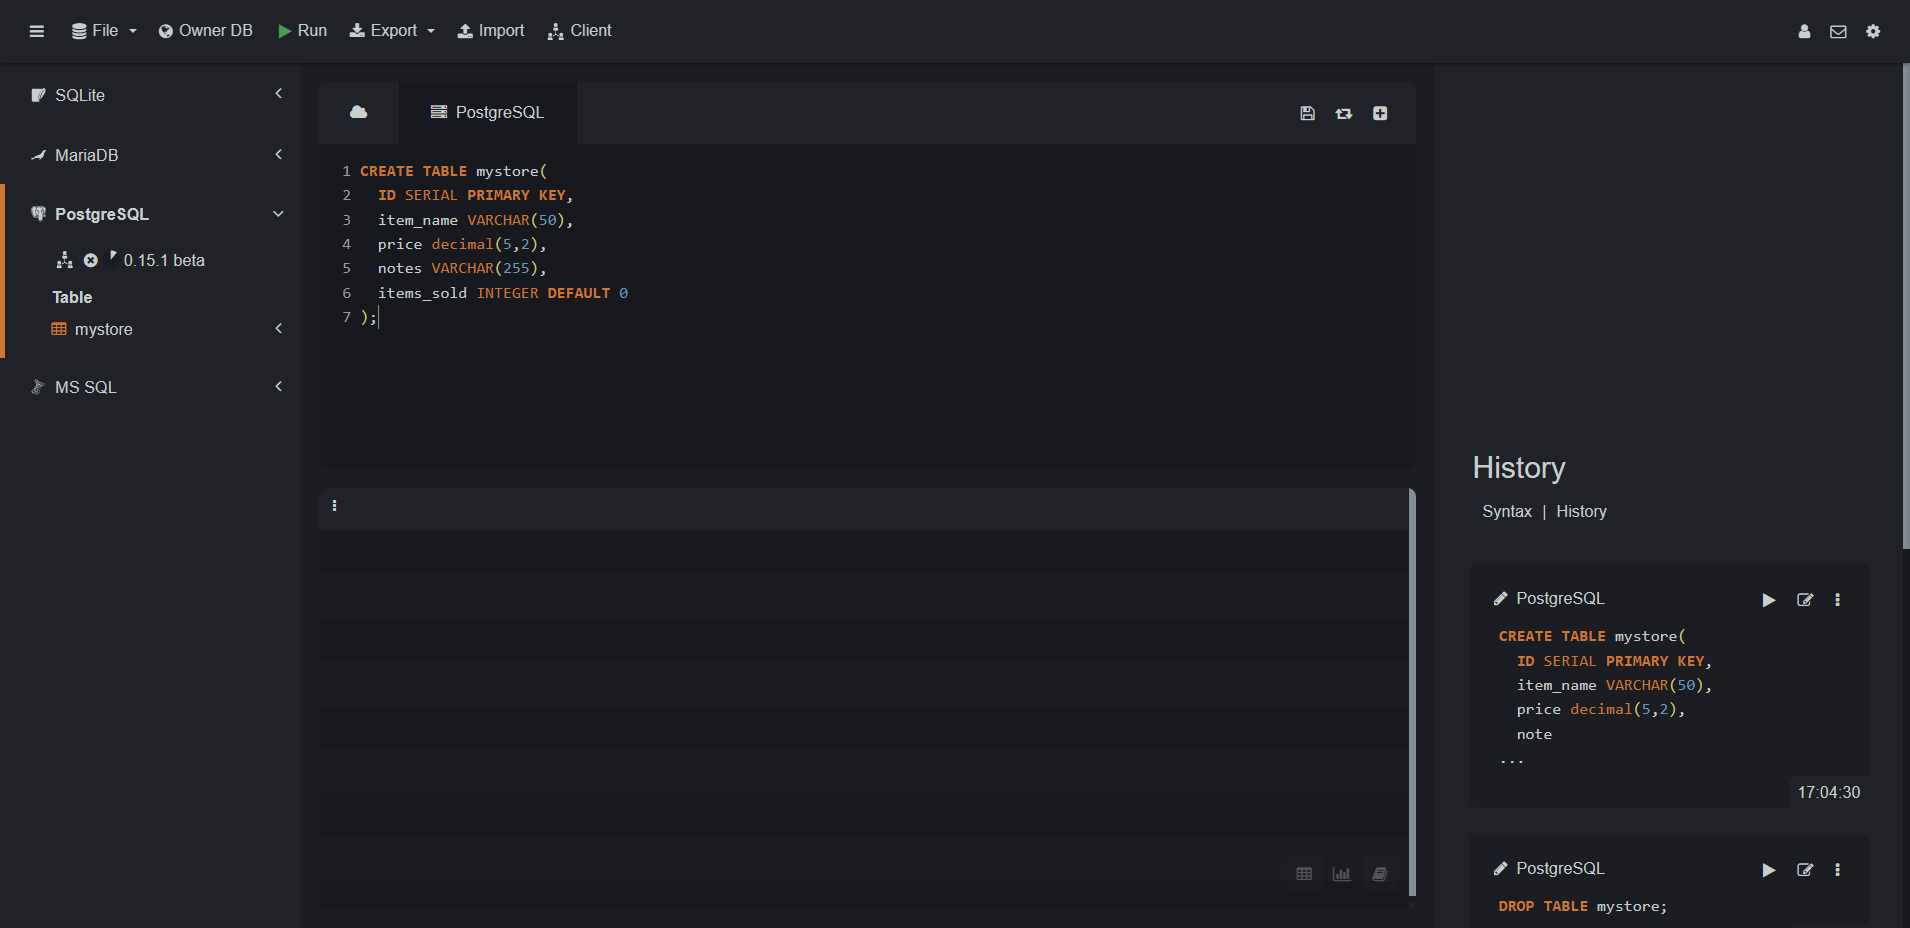 File
Owner DB
Run
Export
Import
Client
SQLite
MariaDB
PostgreSQL
0.15.1 beta
Table
mystore
MS SQL
PostgreSQL
1 CREATE TABLE mystore(
2 ID SERIAL PRIMARY KEY,
3 item_name VARCHAR(50),
4 price decimal(5,2),
5 notes VARCHAR(255),
6 items_sold INTEGER DEFAULT 0
7 );
History
Syntax | History
PostgreSQL
CREATE TABLE mystore(
ID SERIAL PRIMARY KEY,
item_name VARCHAR(50),
price decimal(5,2),
note
...
17:04:30
PostgreSQL
DROP TABLE mystore;